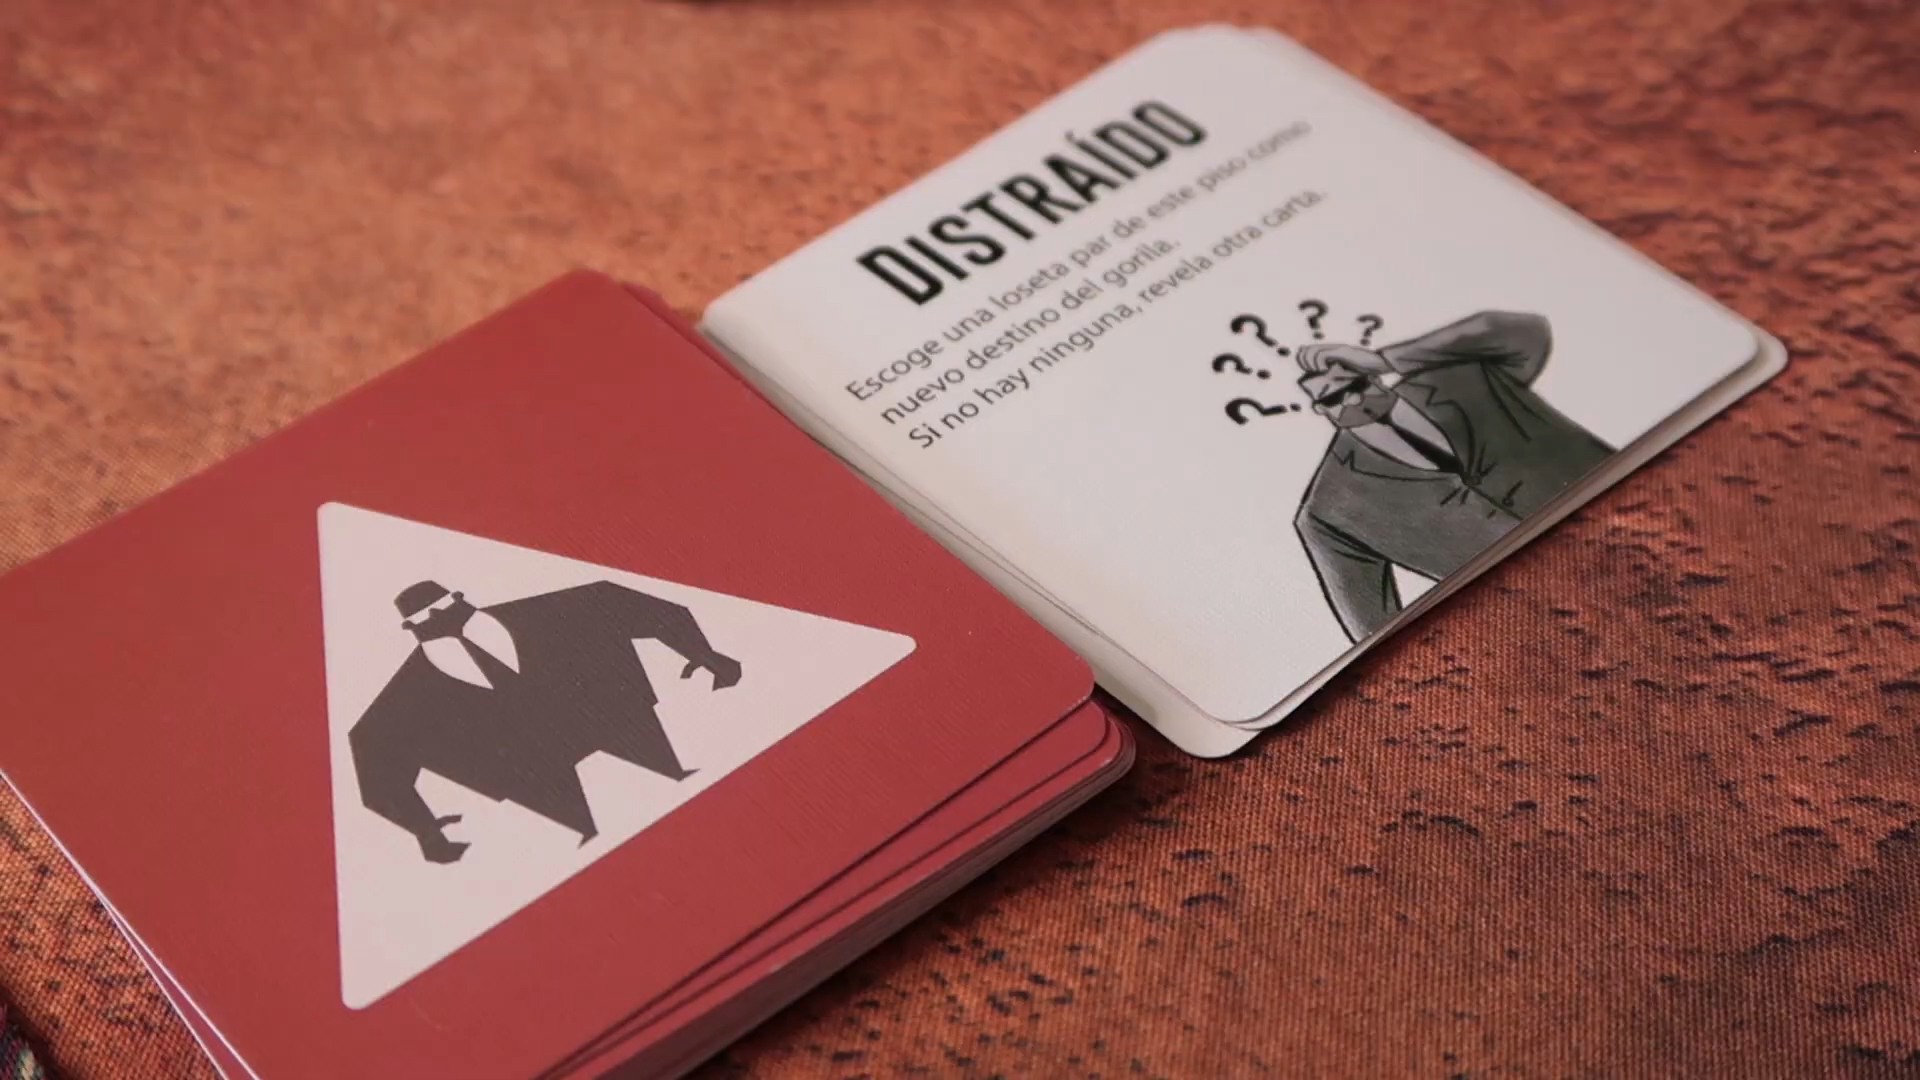 DISTRAÍDO
Escoge una loseta par de este piso como
nuevo destino del gorila.
Si no hay ninguna, revela otra carta.
? ? ? ? ?